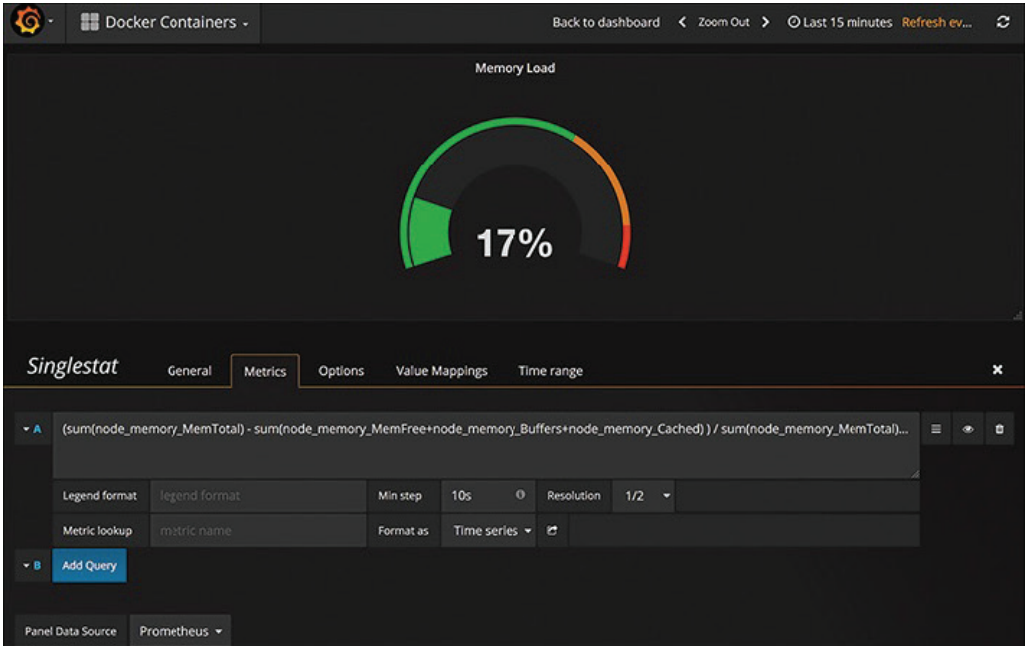 Docker Containers
Back to dashboard Zoom Out Last 15 minutes Refresh ev...
Memory Load
17%
Singlestat General Metrics Options Value Mappings Time range
A (sum(node_memory_MemTotal) - sum(node_memory_MemFree+node_memory_Buffers+node_memory_Cached) ) / sum(node_memory_MemTotal)...
Legend format legend format Min step 10s Resolution 1/2
Metric lookup metric name Format as Time series
B Add Query
Panel Data Source Prometheus